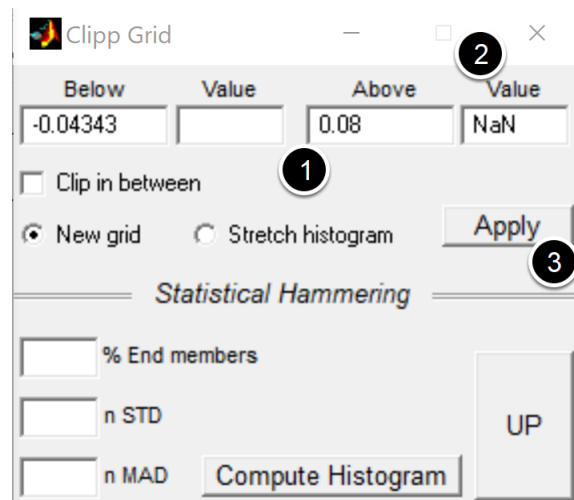 Clipp Grid
2
Below Value Above Value
-0.04343 0.08 NaN
1
Clip in between
New grid Stretch histogram Apply
3
Statistical Hammering
% End members
n STD
UP
n MAD Compute Histogram